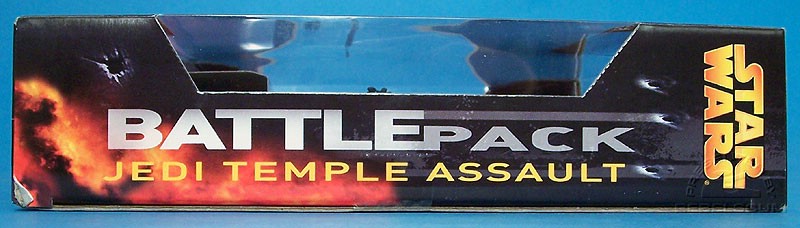 BATTLE PACK
JEDI TEMPLE ASSAULT
STAR
WARS